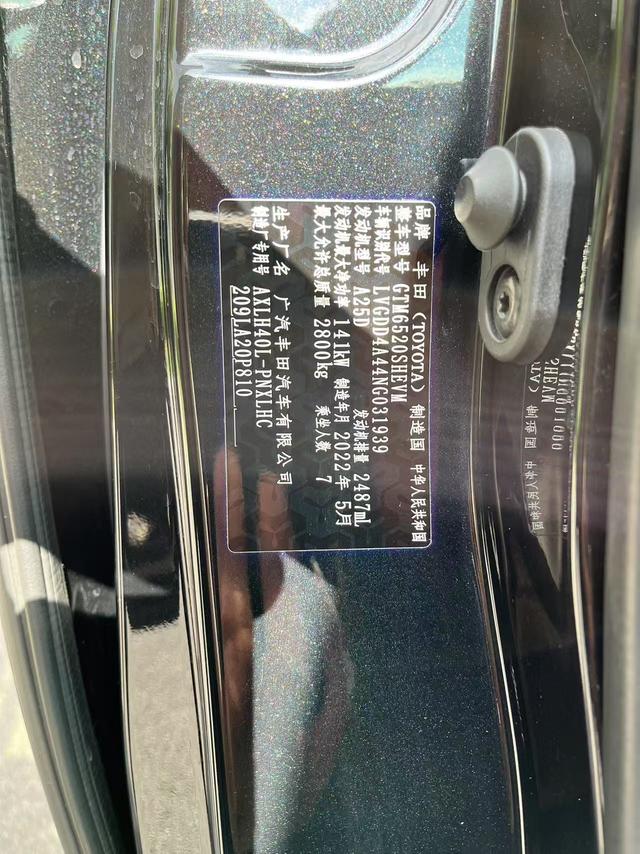 品牌 丰田（TOYOTA） 制造国 中华人民共和国
整车型号 GTM6520SHEVM
车辆识别代号 LVGDD4A14NG031939
发动机型号 A25D 发动机排量 2487ml
发动机最大净功率 141kW 制造年月 2022年 5月
最大允许总质量 2800kg 乘坐人数 7
生产厂名 广汽丰田汽车有限公司
制造厂专用号 AXLH40L-PNXLHC
209LA20P810